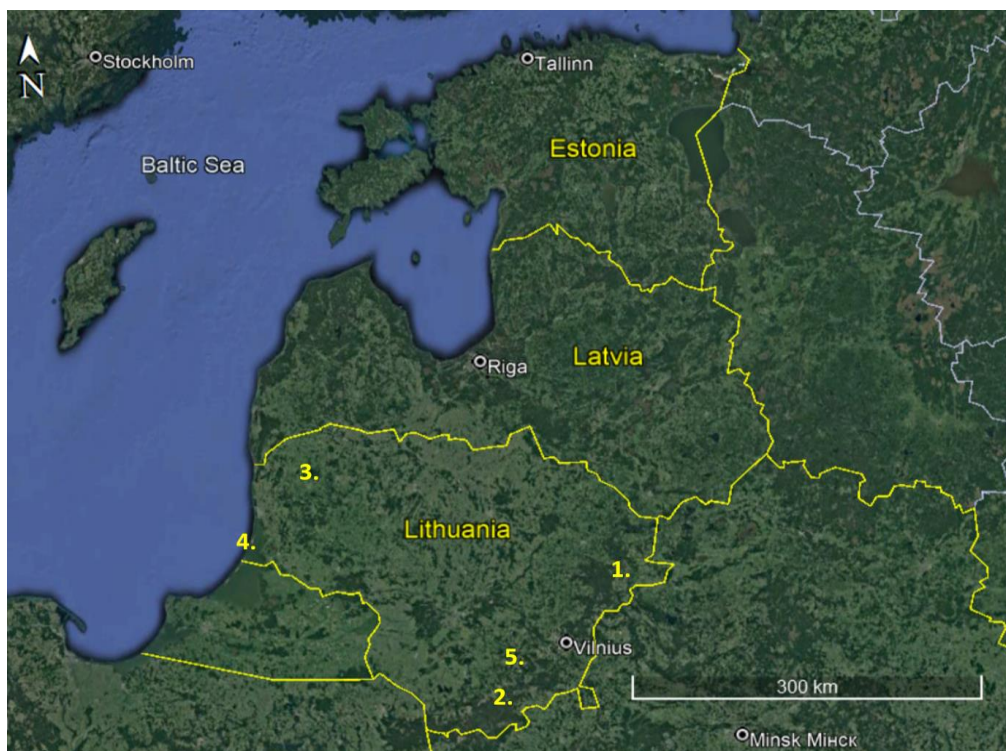 N
Stockholm
Tallinn
Baltic Sea
Estonia
Riga
Latvia
3.
Lithuania
4.
1.
Vilnius
5.
2.
300 km
Minsk Мінск